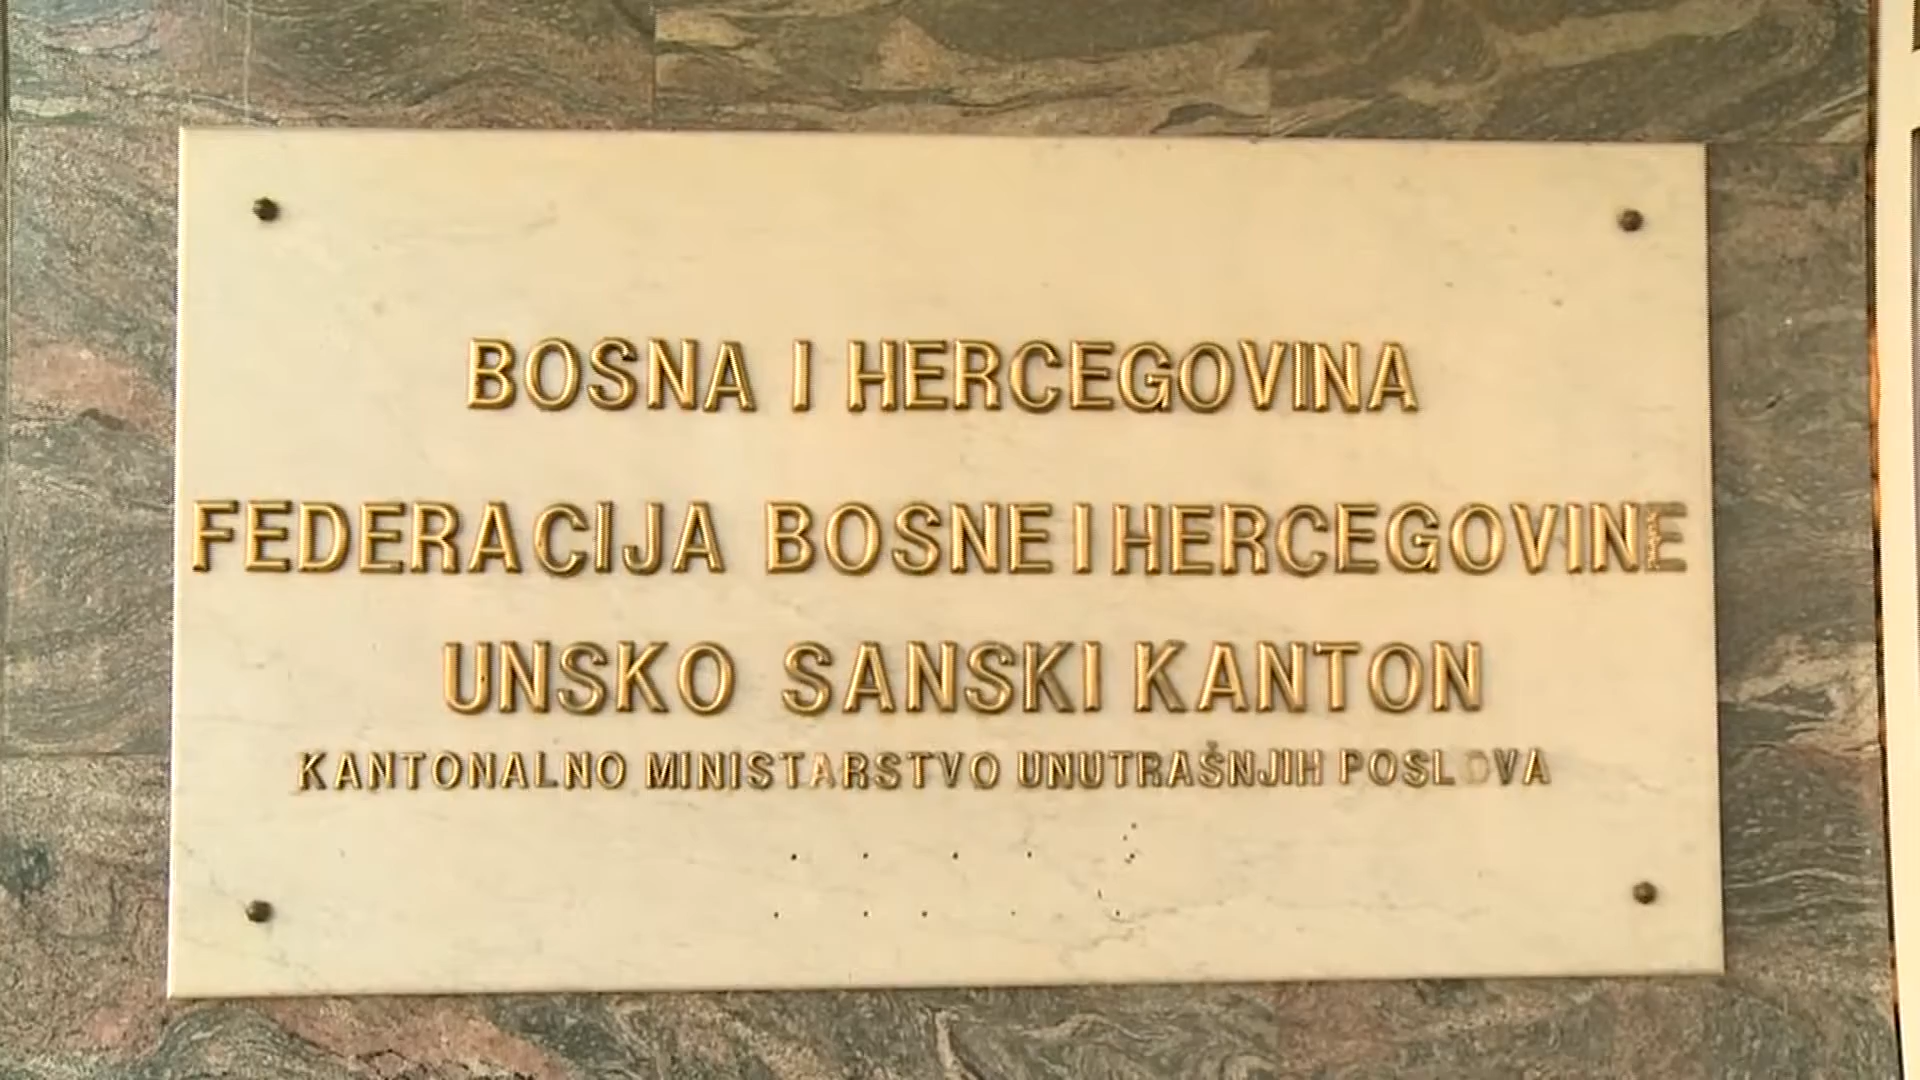 BOSNA I HERCEGOVINA
FEDERACIJA BOSNE I HERCEGOVINE
UNSKO SANSKI KANTON
KANTONALNO MINISTARSTVO UNUTRAŠNJIH POSLOVA